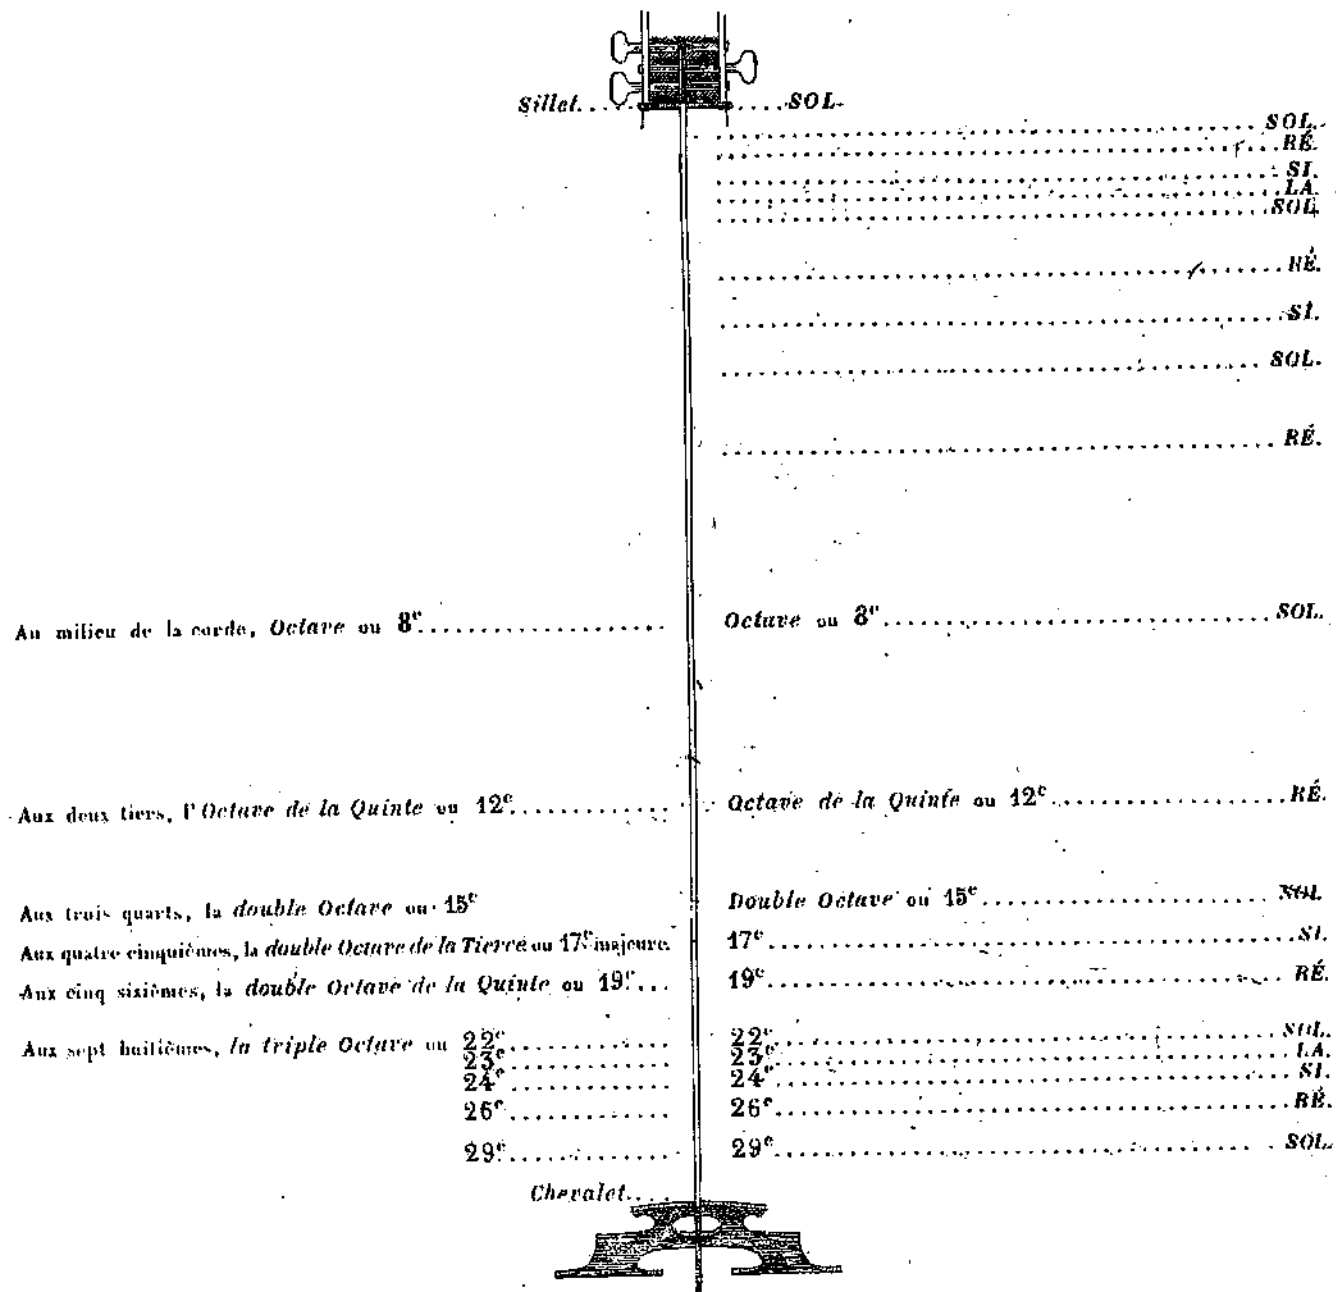 Sillet.......SOL
SOL.
RÉ.
SI.
LA.
SOL.
RÉ.
SI.
SOL.
RÉ.
Au milieu de la corde, Octave ou 8e.................... Octave ou 8e....................SOL.
Aux deux tiers, l'Octave de la Quinte ou 12e.................... Octave de la Quinte ou 12e....................RÉ.
Aux trois quarts, la double Octave ou 15e Double Octave ou 15e....................SOL
Aux quatre cinquièmes, la double Octave de la Tierce ou 17e majeure. 17e....................SI.
Aux cinq sixièmes, la double Octave de la Quinte ou 19e... 19e....................RÉ.
Aux sept huitièmes, la triple Octave ou 22e.................... 22e....................SOL.
23e.................... 23e....................LA.
24e.................... 24e....................SI.
26e.................... 26e....................RÉ.
29e.................... 29e....................SOL.
Chevalet....